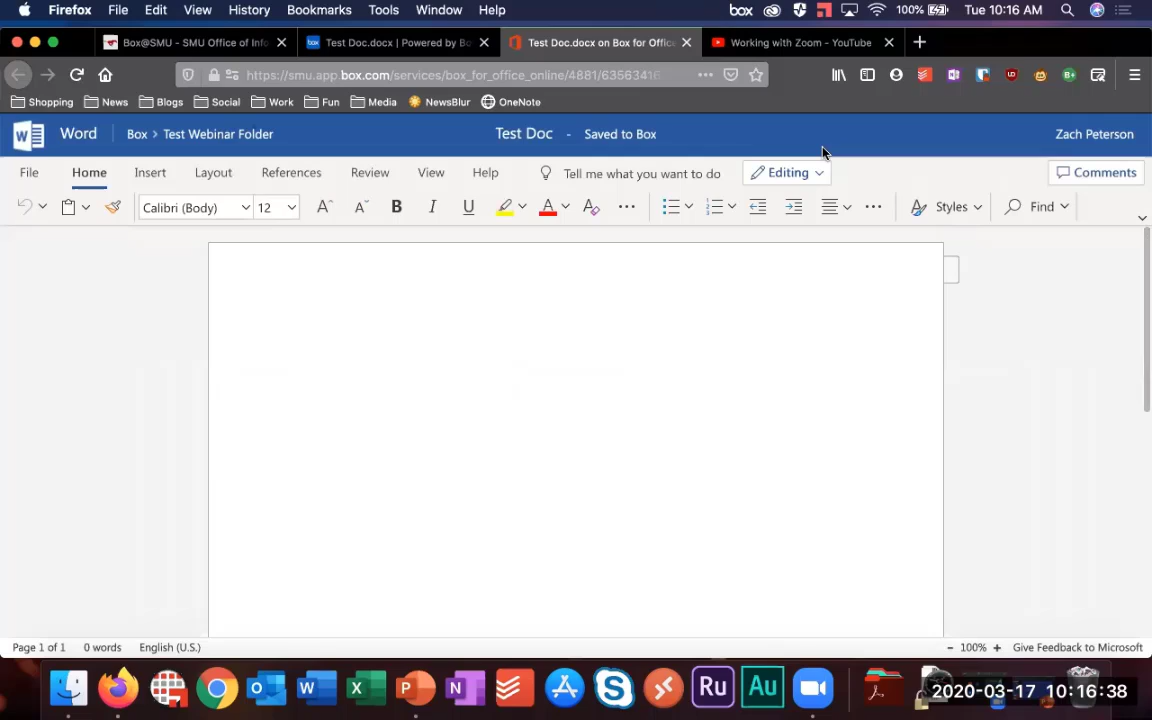 Firefox File Edit View History Bookmarks Tools Window Help box 100% Tue 10:16 AM
Box@SMU - SMU Office of Info Test Doc.docx | Powered by Bo Test Doc.docx on Box for Office Working with Zoom - YouTube
https://smu.app.box.com/services/box_for_office_online/4881/63563416
Shopping News Blogs Social Work Fun Media NewsBlur OneNote
Word Box > Test Webinar Folder Test Doc - Saved to Box Zach Peterson
File Home Insert Layout References Review View Help Tell me what you want to do Editing Comments
Calibri (Body) 12 A A B I U A A Styles Find
Page 1 of 1 0 words English (U.S.) - 100% + Give Feedback to Microsoft
Ru Au
2020-03-17 10:16:38